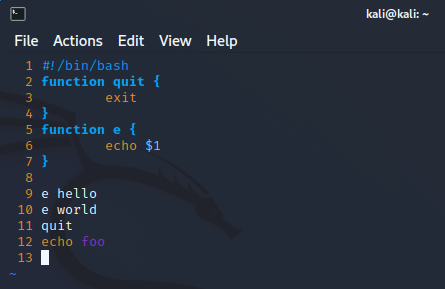 kali@kali: ~
File Actions Edit View Help
1 #!/bin/bash
2 function quit {
3         exit
4 }
5 function e {
6         echo $1
7 }
8
9 e hello
10 e world
11 quit
12 echo foo
13
~